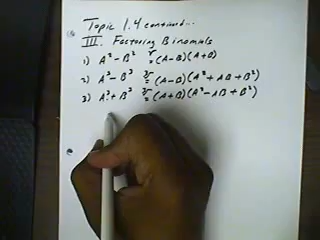 Topic 1.4 continued...
III. Factoring Binomials
1) A² - B² = (A-B)(A+B)
2) A³ - B³ = (A-B)(A² + AB + B²)
3) A³ + B³ = (A+B)(A² - AB + B²)